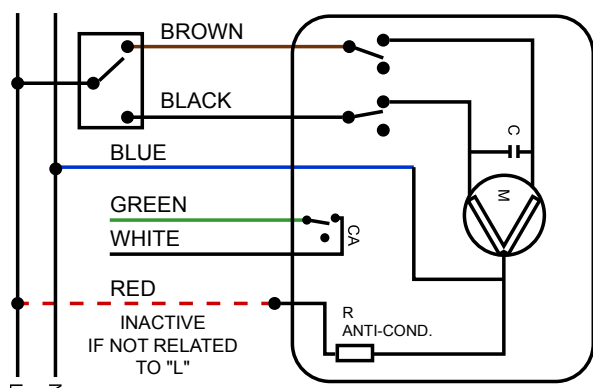 BROWN
BLACK
BLUE
GREEN
WHITE
RED
INACTIVE
IF NOT RELATED
TO "L"
C
M
CA
R
ANTI-COND.